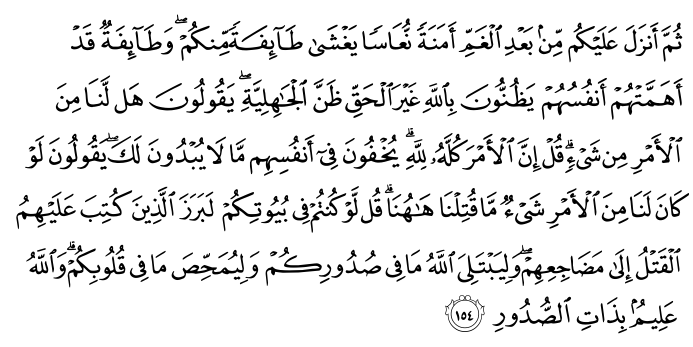 ثُمَّ أَنزَلَ عَلَيْكُم مِّنۢ بَعْدِ ٱلْغَمِّ أَمَنَةً نُّعَاسًا يَغْشَىٰ طَآئِفَةً مِّنكُمْ ۖ وَطَآئِفَةٌ قَدْ
أَهَمَّتْهُمْ أَنفُسُهُمْ يَظُنُّونَ بِٱللَّهِ غَيْرَ ٱلْحَقِّ ظَنَّ ٱلْجَـٰهِلِيَّةِ ۖ يَقُولُونَ هَل لَّنَا مِنَ
ٱلْأَمْرِ مِن شَىْءٍ ۗ قُلْ إِنَّ ٱلْأَمْرَ كُلَّهُۥ لِلَّهِ ۗ يُخْفُونَ فِىٓ أَنفُسِهِم مَّا لَا يُبْدُونَ لَكَ ۖ يَقُولُونَ لَوْ
كَانَ لَنَا مِنَ ٱلْأَمْرِ شَىْءٌ مَّا قُتِلْنَا هَـٰهُنَا ۗ قُل لَّوْ كُنتُمْ فِى بُيُوتِكُمْ لَبَرَزَ ٱلَّذِينَ كُتِبَ عَلَيْهِمُ
ٱلْقَتْلُ إِلَىٰ مَضَاجِعِهِمْ ۖ وَلِيَبْتَلِىَ ٱللَّهُ مَا فِى صُدُورِكُمْ وَلِيُمَحِّصَ مَا فِى قُلُوبِكُمْ ۗ وَٱللَّهُ
عَلِيمٌۢ بِذَاتِ ٱلصُّدُورِ ١٥٤